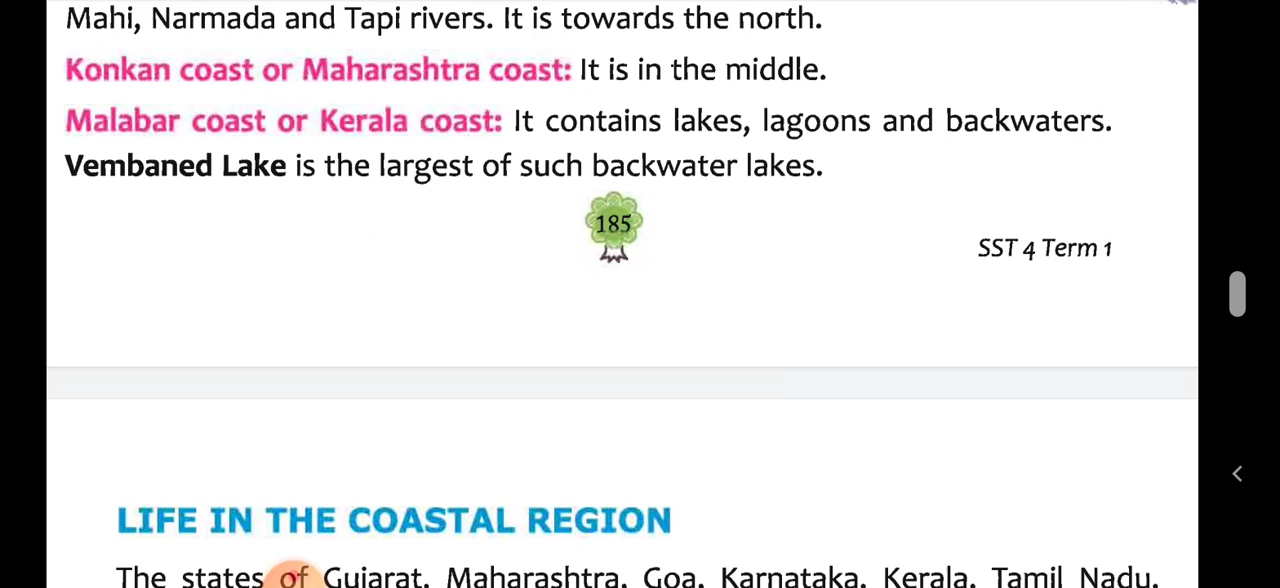 Mahi, Narmada and Tapi rivers. It is towards the north.
Konkan coast or Maharashtra coast: It is in the middle.
Malabar coast or Kerala coast: It contains lakes, lagoons and backwaters.
Vembaned Lake is the largest of such backwater lakes.
185
SST 4 Term 1
LIFE IN THE COASTAL REGION
The states of Gujarat, Maharashtra, Goa, Karnataka, Kerala, Tamil Nadu,